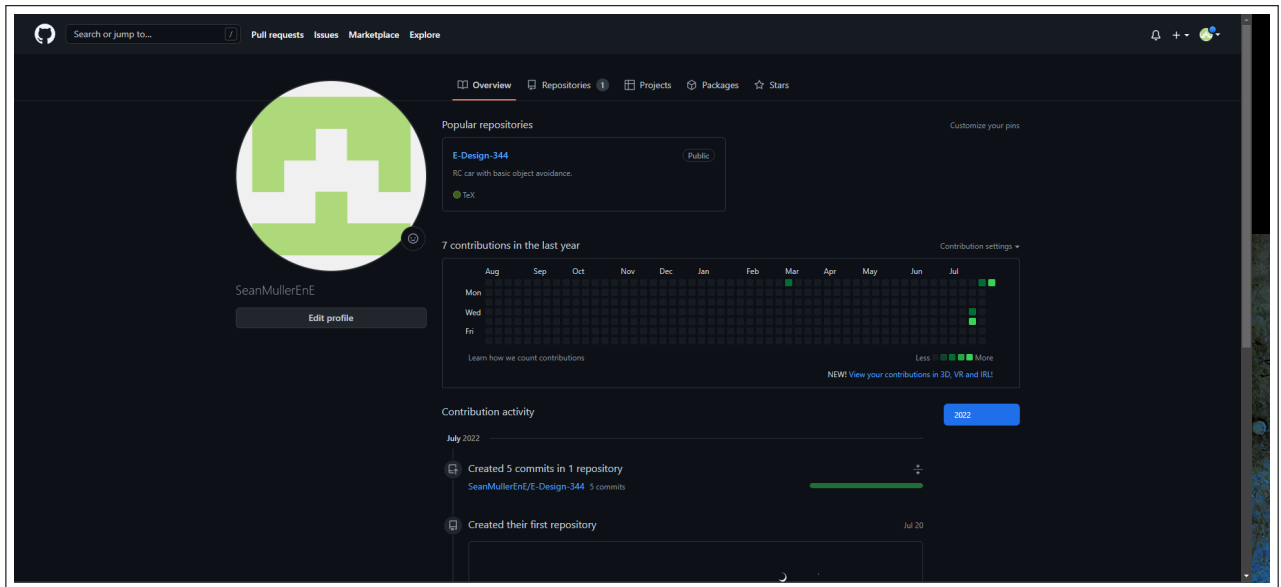 Search or jump to... /
Pull requests Issues Marketplace Explore
Overview Repositories 1 Projects Packages Stars
SeanMullerEnE
Edit profile
Popular repositories
Customize your pins
E-Design-344
Public
RC car with basic object avoidance.
TeX
7 contributions in the last year
Contribution settings
Aug Sep Oct Nov Dec Jan Feb Mar Apr May Jun Jul
Mon
Wed
Fri
Learn how we count contributions
Less More
NEW! View your contributions in 3D, VR and IRL!
Contribution activity
2022
July 2022
Created 5 commits in 1 repository
SeanMullerEnE/E-Design-344 5 commits
Created their first repository
Jul 20